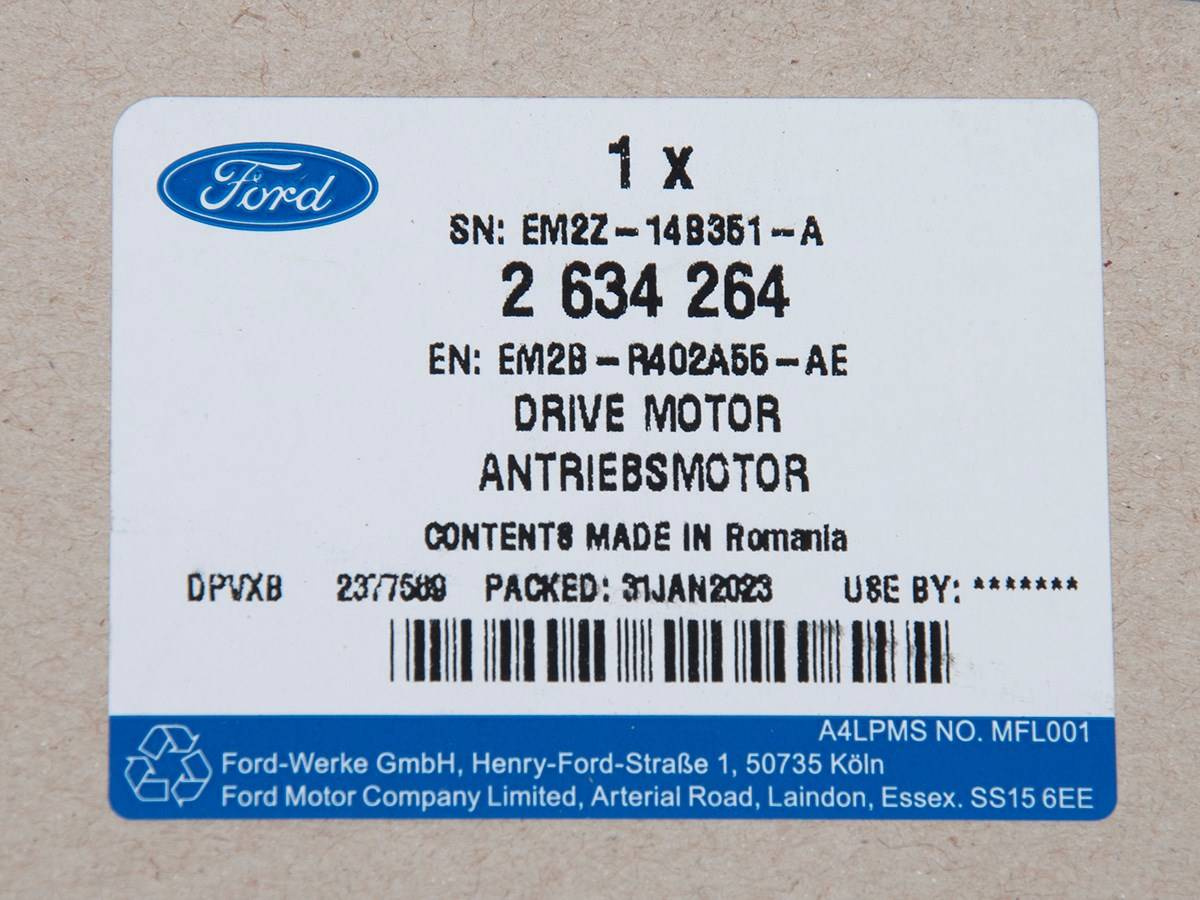 Ford
1 x
SN: EM2Z-14B351-A
2 634 264
EN: EM2B-R402A55-AE
DRIVE MOTOR
ANTRIEBSMOTOR
CONTENTS MADE IN Romania
DPVXB 2377589 PACKED: 31JAN2023 USE BY: *******
A4LPMS NO. MFL001
Ford-Werke GmbH, Henry-Ford-Straße 1, 50735 Köln
Ford Motor Company Limited, Arterial Road, Laindon, Essex. SS15 6EE